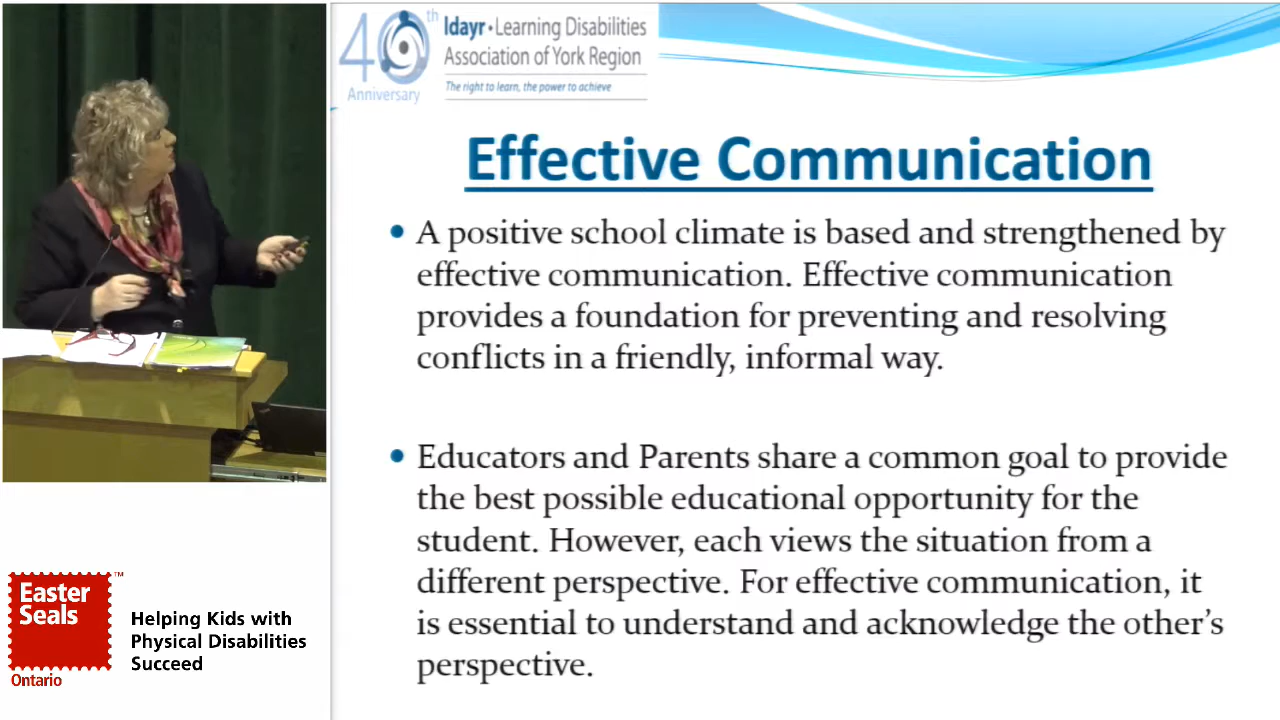 40th
Anniversary
ldayr • Learning Disabilities
Association of York Region
The right to learn, the power to achieve
Effective Communication
• A positive school climate is based and strengthened by
effective communication. Effective communication
provides a foundation for preventing and resolving
conflicts in a friendly, informal way.
• Educators and Parents share a common goal to provide
the best possible educational opportunity for the
student. However, each views the situation from a
different perspective. For effective communication, it
is essential to understand and acknowledge the other's
perspective.
Easter
Seals
™
Ontario
Helping Kids with
Physical Disabilities
Succeed